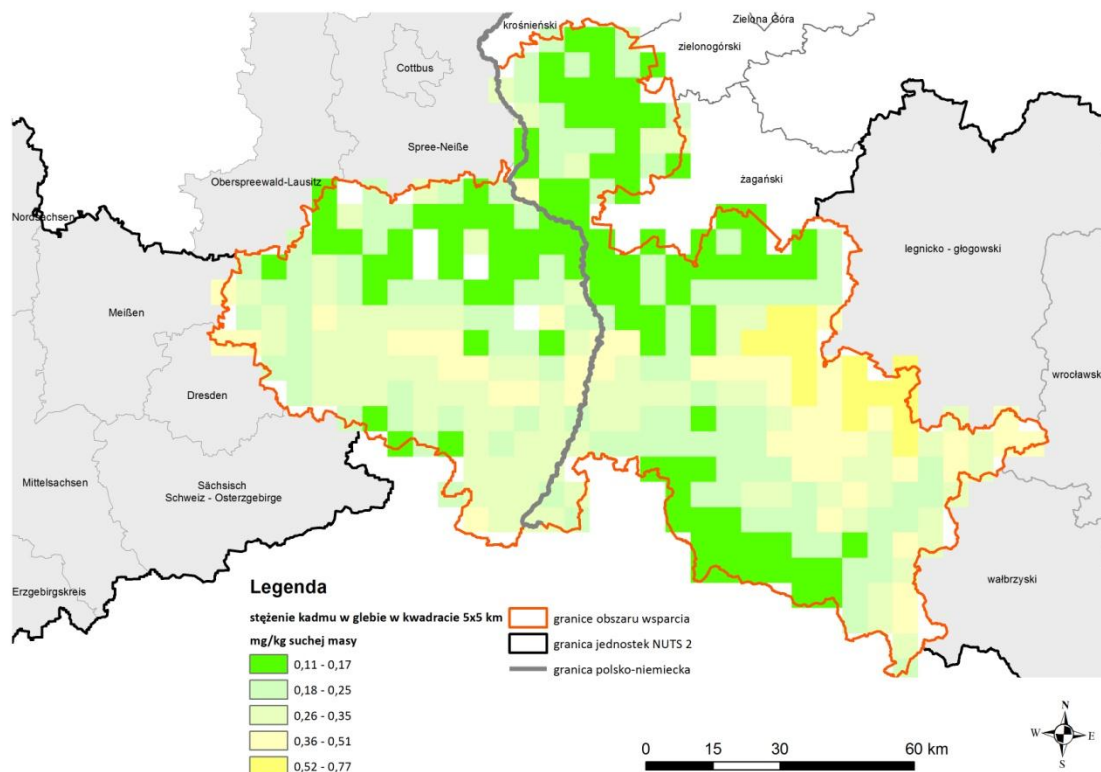 krośnieński
Zielona Góra
zielonogórski
Cottbus
Spree-Neiße
Oberspreewald-Lausitz
żagański
Nordsachsen
legnicko - głogowski
Meißen
wrocławsk
Dresden
Mittelsachsen
Sächsisch
Schweiz - Osterzgebirge
Erzgebirgskreis
wałbrzyski
Legenda
stężenie kadmu w glebie w kwadracie 5x5 km
mg/kg suchej masy
0,11 - 0,17
0,18 - 0,25
0,26 - 0,35
0,36 - 0,51
0,52 - 0,77
granice obszaru wsparcia
granica jednostek NUTS 2
granica polsko-niemiecka
0 15 30 60 km
N
W E
S